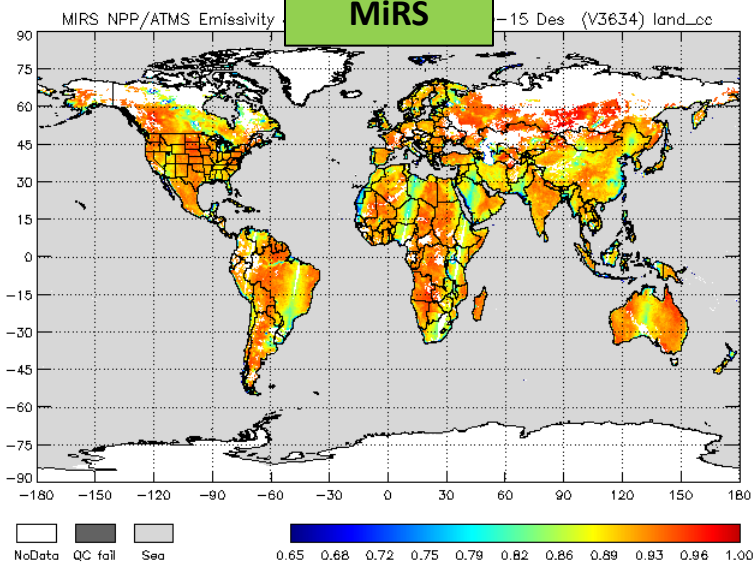 MiRS
MIRS NPP/ATMS Emissivity -15 Des (V3634) land_cc
90
75
60
45
30
15
0
-15
-30
-45
-60
-75
-90
-180 -150 -120 -90 -60 -30 0 30 60 90 120 150 180
NoData QC fail Sea
0.65 0.68 0.72 0.75 0.79 0.82 0.86 0.89 0.93 0.96 1.00